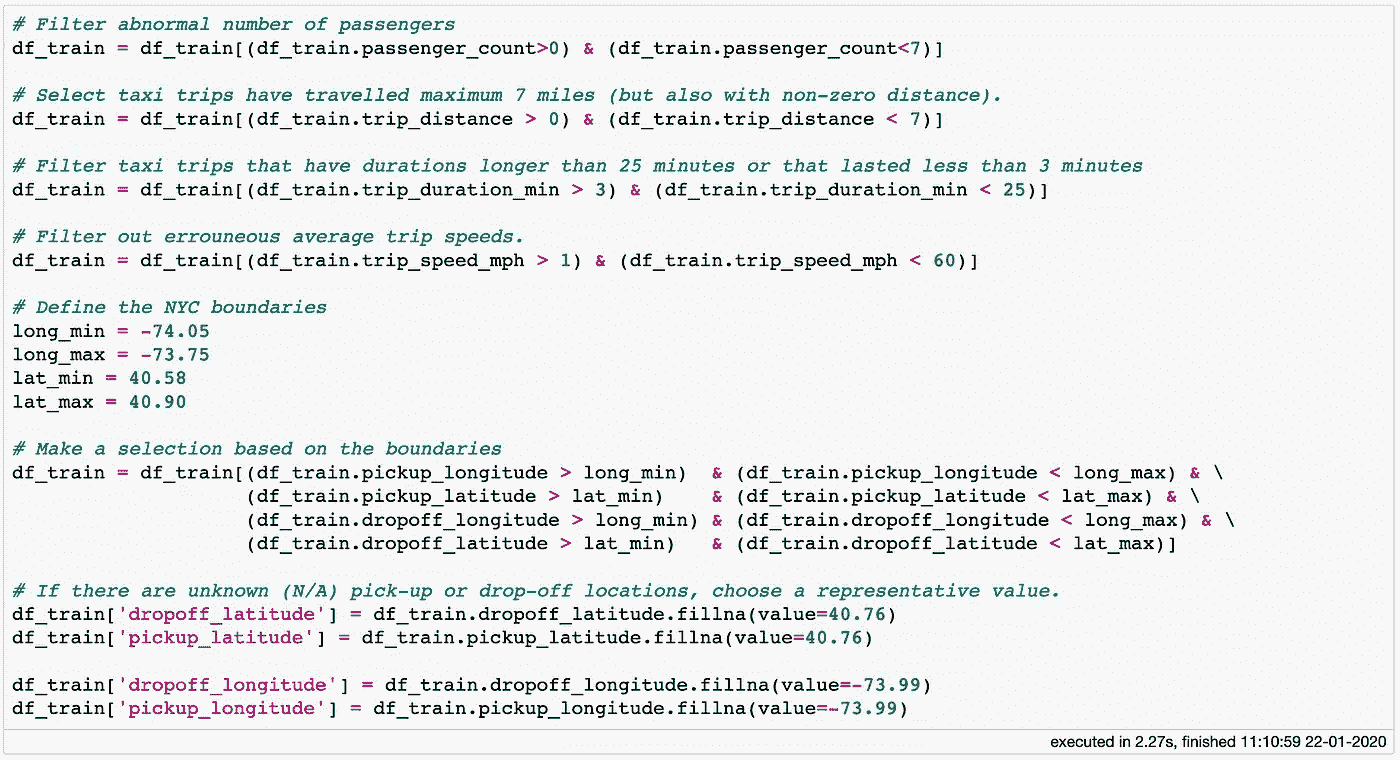 # Filter abnormal number of passengers
df_train = df_train[(df_train.passenger_count>0) & (df_train.passenger_count<7)]
# Select taxi trips have travelled maximum 7 miles (but also with non-zero distance).
df_train = df_train[(df_train.trip_distance > 0) & (df_train.trip_distance < 7)]
# Filter taxi trips that have durations longer than 25 minutes or that lasted less than 3 minutes
df_train = df_train[(df_train.trip_duration_min > 3) & (df_train.trip_duration_min < 25)]
# Filter out errouneous average trip speeds.
df_train = df_train[(df_train.trip_speed_mph > 1) & (df_train.trip_speed_mph < 60)]
# Define the NYC boundaries
long_min = -74.05
long_max = -73.75
lat_min = 40.58
lat_max = 40.90
# Make a selection based on the boundaries
df_train = df_train[(df_train.pickup_longitude > long_min)  & (df_train.pickup_longitude < long_max) & \
                    (df_train.pickup_latitude > lat_min)    & (df_train.pickup_latitude < lat_max) & \
                    (df_train.dropoff_longitude > long_min) & (df_train.dropoff_longitude < long_max) & \
                    (df_train.dropoff_latitude > lat_min)   & (df_train.dropoff_latitude < lat_max)]
# If there are unknown (N/A) pick-up or drop-off locations, choose a representative value.
df_train['dropoff_latitude'] = df_train.dropoff_latitude.fillna(value=40.76)
df_train['pickup_latitude'] = df_train.pickup_latitude.fillna(value=40.76)
df_train['dropoff_longitude'] = df_train.dropoff_longitude.fillna(value=-73.99)
df_train['pickup_longitude'] = df_train.pickup_longitude.fillna(value=-73.99)
executed in 2.27s, finished 11:10:59 22-01-2020